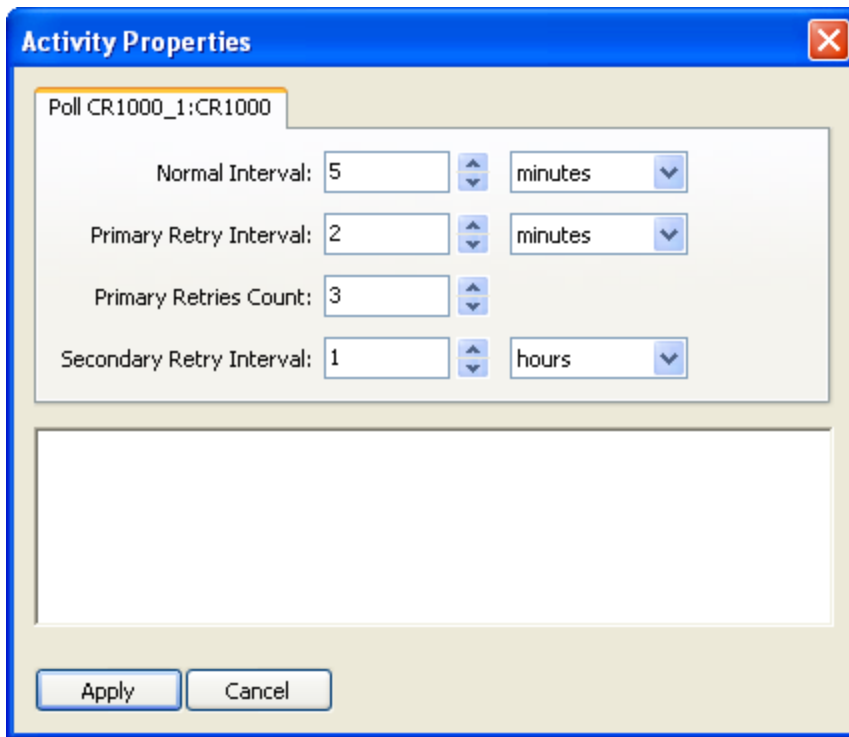 Activity Properties
Poll CR1000_1:CR1000
Normal Interval: 5 minutes
Primary Retry Interval: 2 minutes
Primary Retries Count: 3
Secondary Retry Interval: 1 hours
Apply Cancel